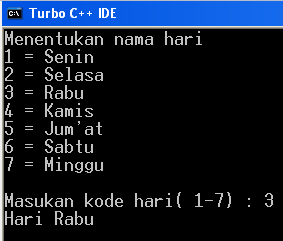 Turbo C++ IDE
Menentukan nama hari
1 = Senin
2 = Selasa
3 = Rabu
4 = Kamis
5 = Jum'at
6 = Sabtu
7 = Minggu
Masukan kode hari( 1-7) : 3
Hari Rabu